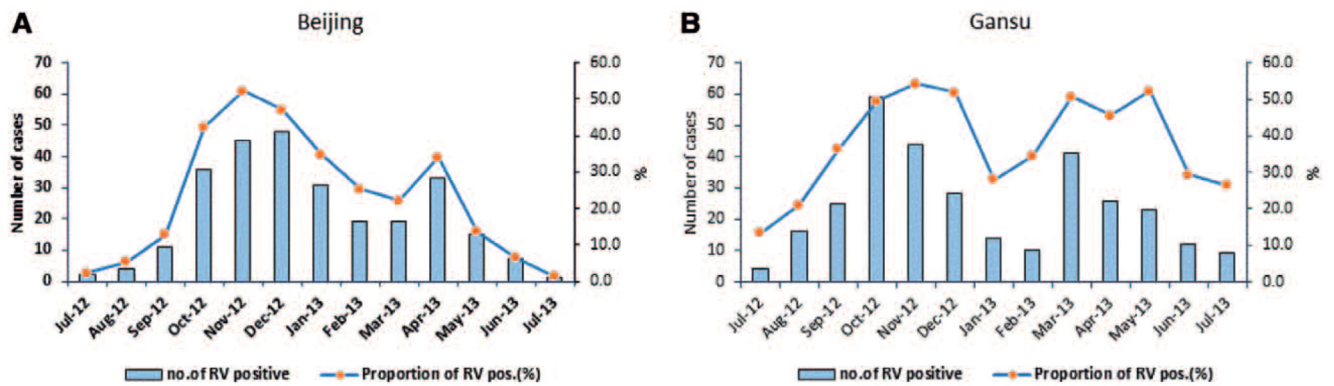 A
Beijing
Number of cases
70
60
50
40
30
20
10
0
60.0
50.0
40.0
30.0
20.0
10.0
0.0
%
Jul-12
Aug-12
Sep-12
Oct-12
Nov-12
Dec-12
Jan-13
Feb-13
Mar-13
Apr-13
May-13
Jun-13
Jul-13
no.of RV positive
Proportion of RV pos.(%)
B
Gansu
Number of cases
70
60
50
40
30
20
10
0
60.0
50.0
40.0
30.0
20.0
10.0
0.0
%
Jul-12
Aug-12
Sep-12
Oct-12
Nov-12
Dec-12
Jan-13
Feb-13
Mar-13
Apr-13
May-13
Jun-13
Jul-13
no.of RV positive
Proportion of RV pos.(%)